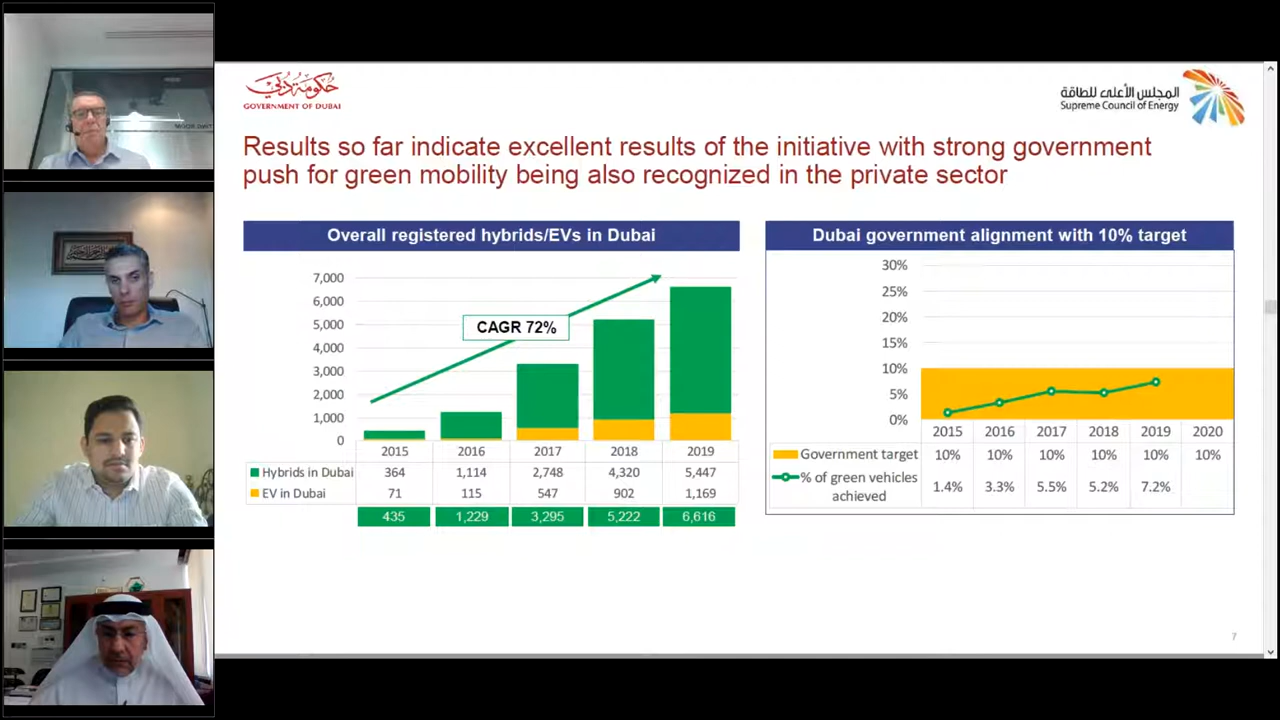 حكومة دبي
GOVERNMENT OF DUBAI
المجلس الأعلى للطاقة
Supreme Council of Energy
Results so far indicate excellent results of the initiative with strong government
push for green mobility being also recognized in the private sector
Overall registered hybrids/EVs in Dubai
7,000
6,000
5,000
4,000
3,000
2,000
1,000
0
CAGR 72%
2015 2016 2017 2018 2019
Hybrids in Dubai 364 1,114 2,748 4,320 5,447
EV in Dubai 71 115 547 902 1,169
435 1,229 3,295 5,222 6,616
Dubai government alignment with 10% target
30%
25%
20%
15%
10%
5%
0%
2015 2016 2017 2018 2019 2020
Government target 10% 10% 10% 10% 10% 10%
% of green vehicles
achieved 1.4% 3.3% 5.5% 5.2% 7.2%
7